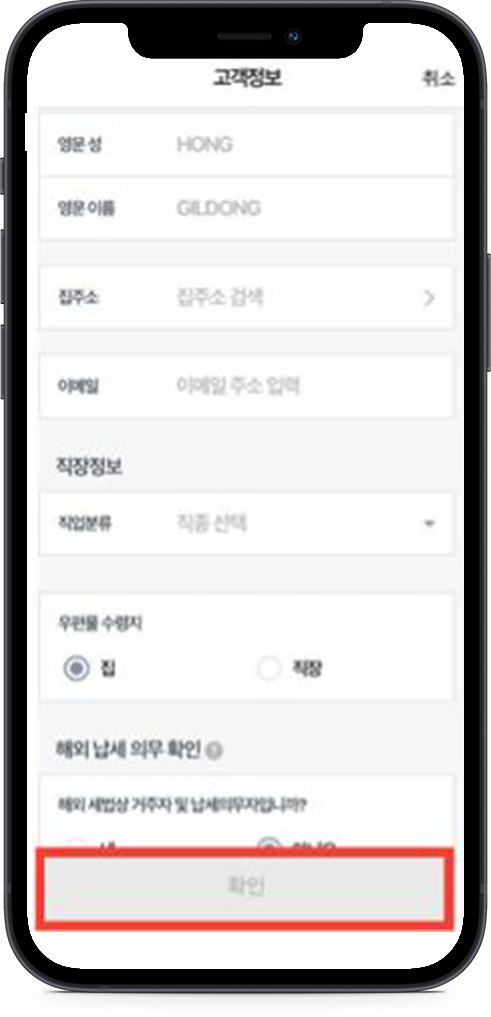 고객정보 취소
영문 성 HONG
영문 이름 GILDONG
집주소 집주소 검색
이메일 이메일 주소 입력
직장정보
직업분류 직종 선택
우편물 수령지
집 직장
해외 납세 의무 확인 ?
해외 세법상 거주자 및 납세의무자입니까?
확인